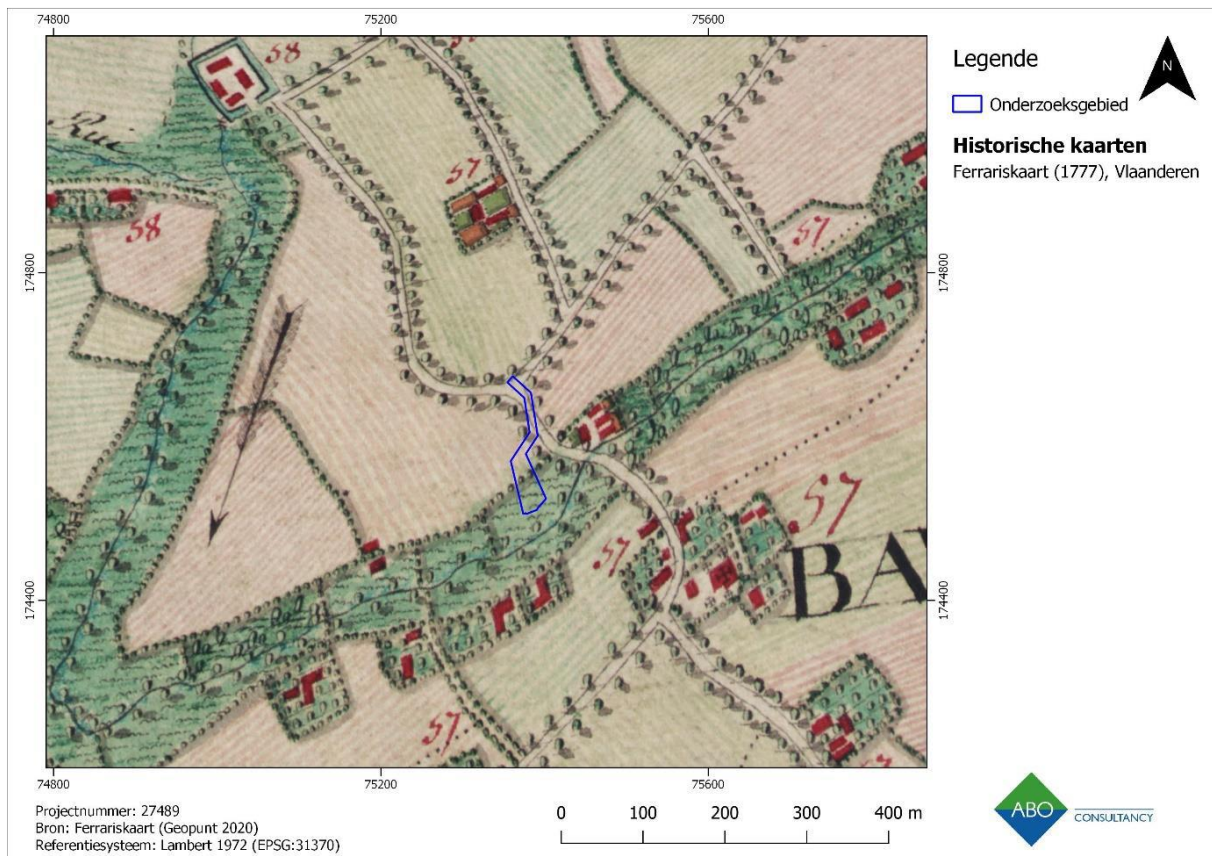 74800
75200
75600
58
57
N
Legende
Onderzoeksgebied
Historische kaarten
Ferrariskaart (1777), Vlaanderen
58
57
57
174800
174800
57
57
BA
174400
174400
57
Projectnummer: 27489
Bron: Ferrariskaart (Geopunt 2020)
Referentiesysteem: Lambert 1972 (EPSG:31370)
0 100 200 300 400 m
74800
75200
75600
ABO
CONSULTANCY